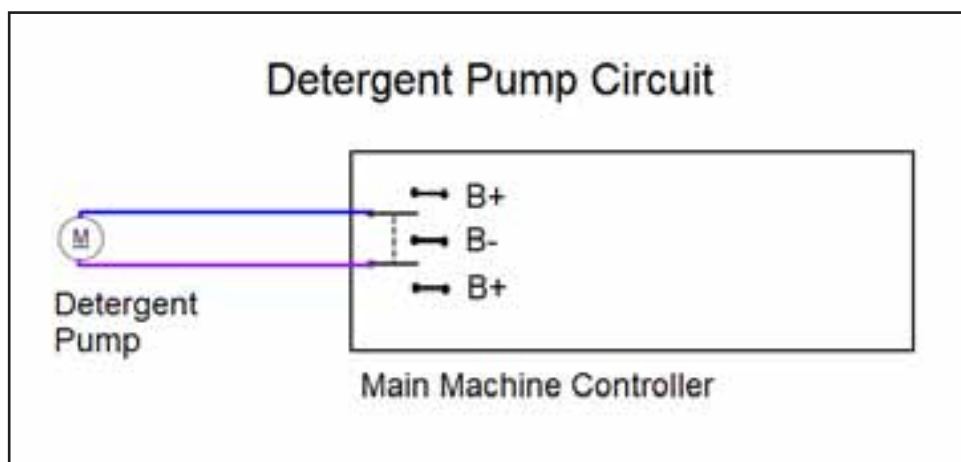 Detergent Pump Circuit
B+
B-
B+
M
Detergent
Pump
Main Machine Controller